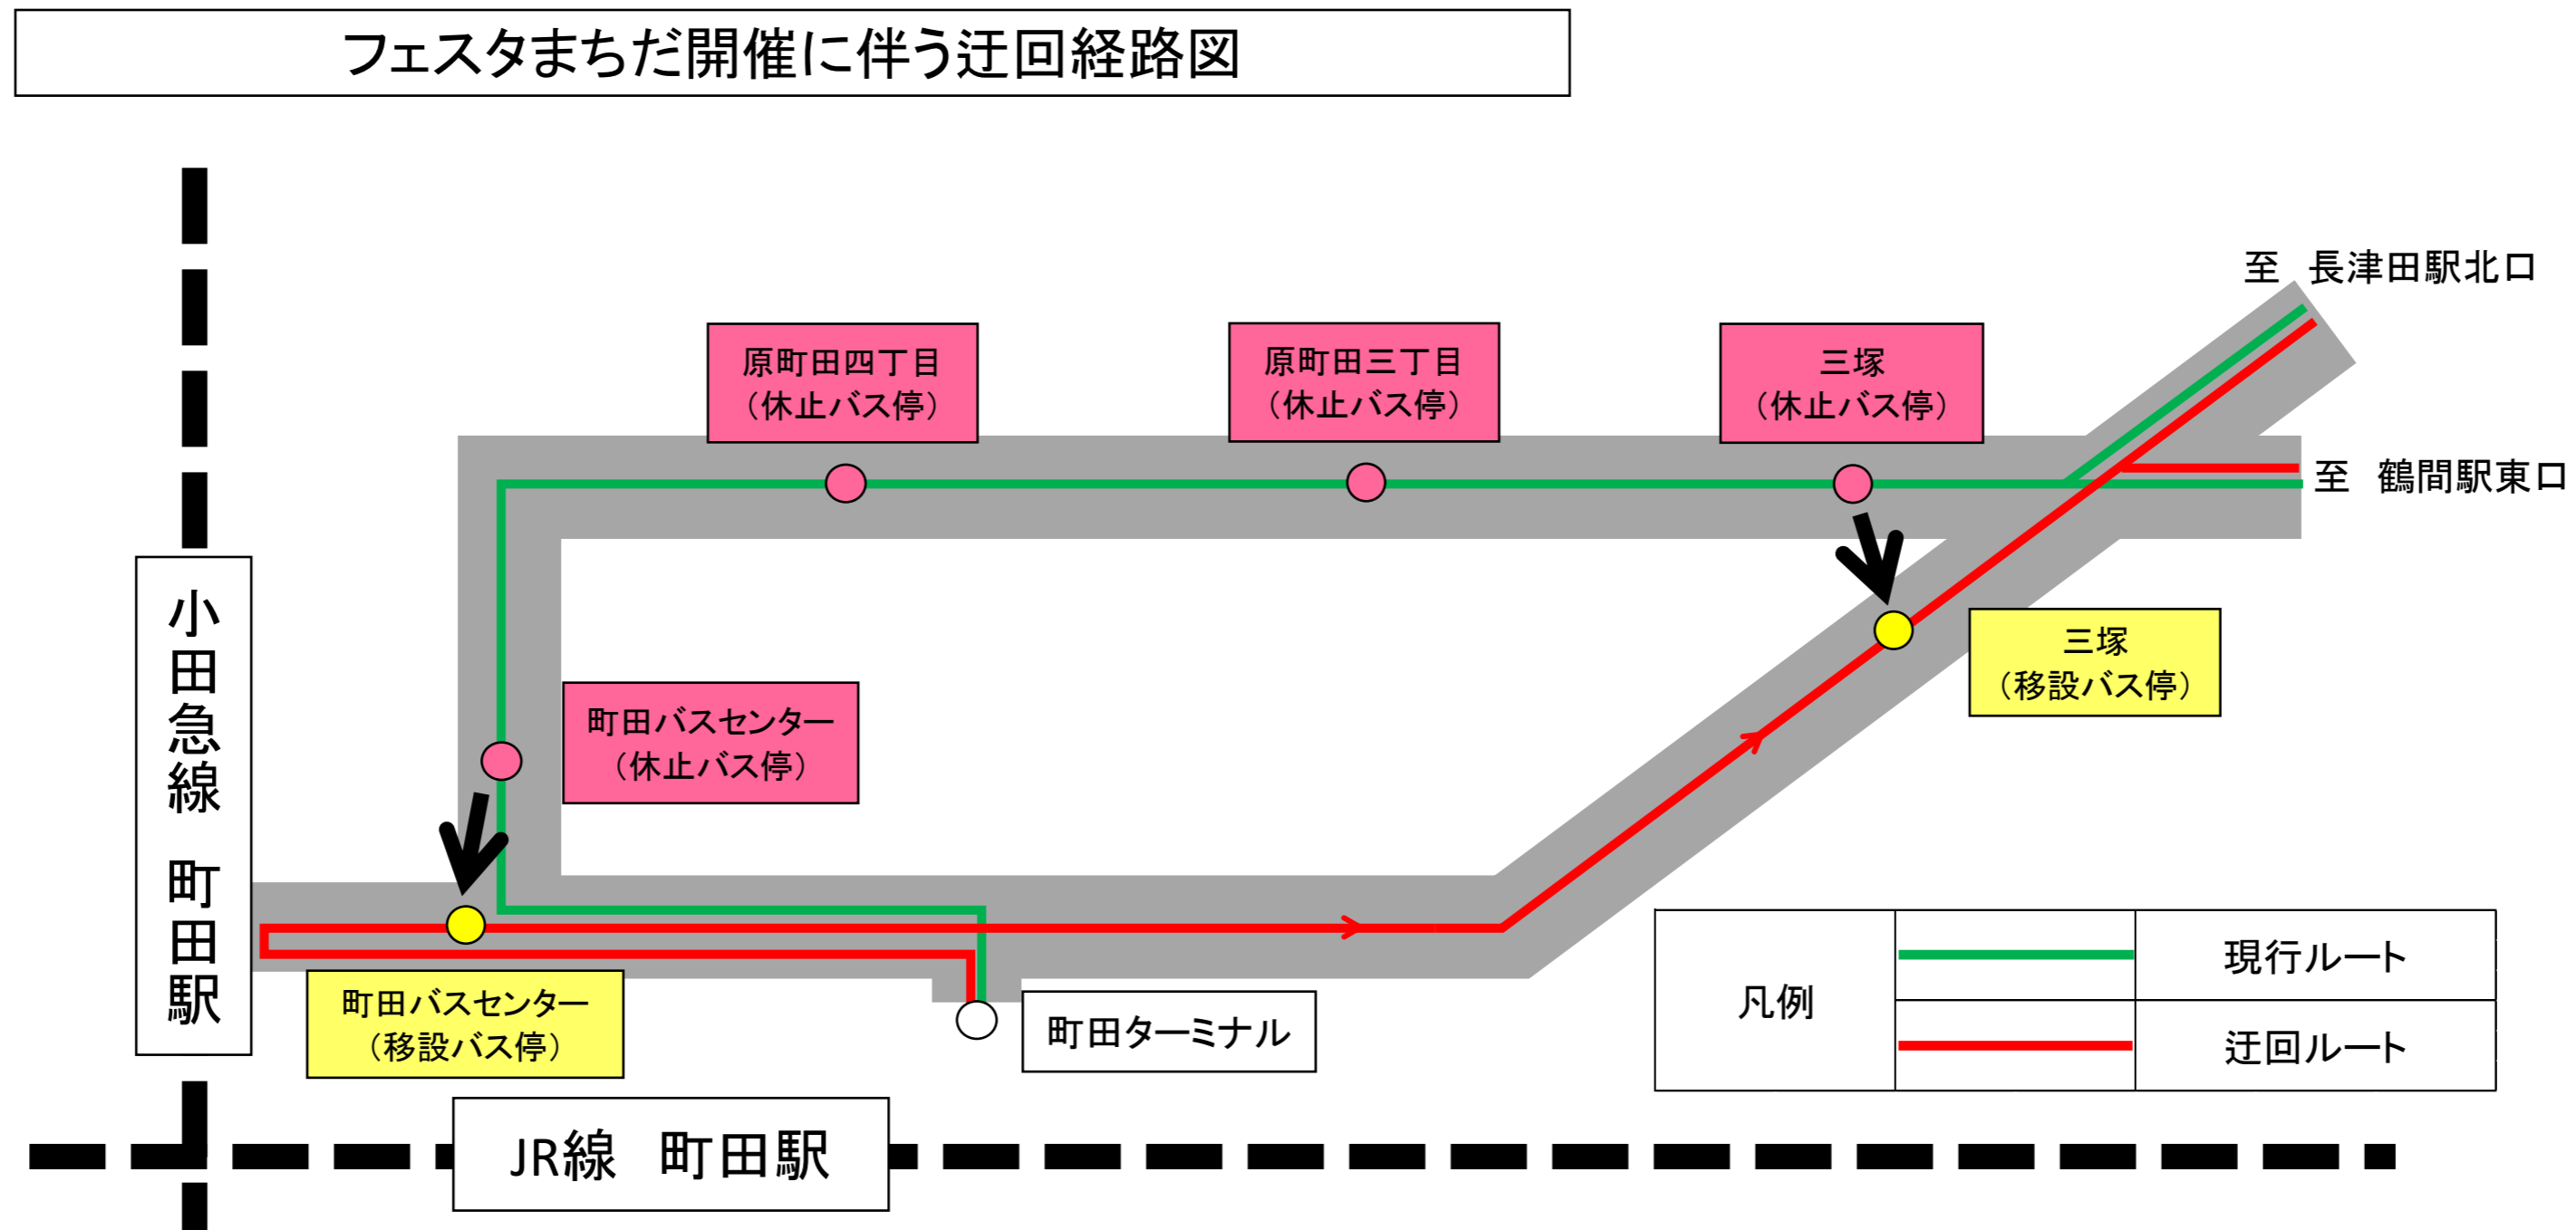 フェスタまちだ開催に伴う迂回経路図
至　長津田駅北口
原町田四丁目
（休止バス停）
原町田三丁目
（休止バス停）
三塚
（休止バス停）
至　鶴間駅東口
小田急線　町田駅
三塚
（移設バス停）
町田バスセンター
（休止バス停）
町田バスセンター
（移設バス停）
町田ターミナル
凡例
現行ルート
迂回ルート
JR線　町田駅